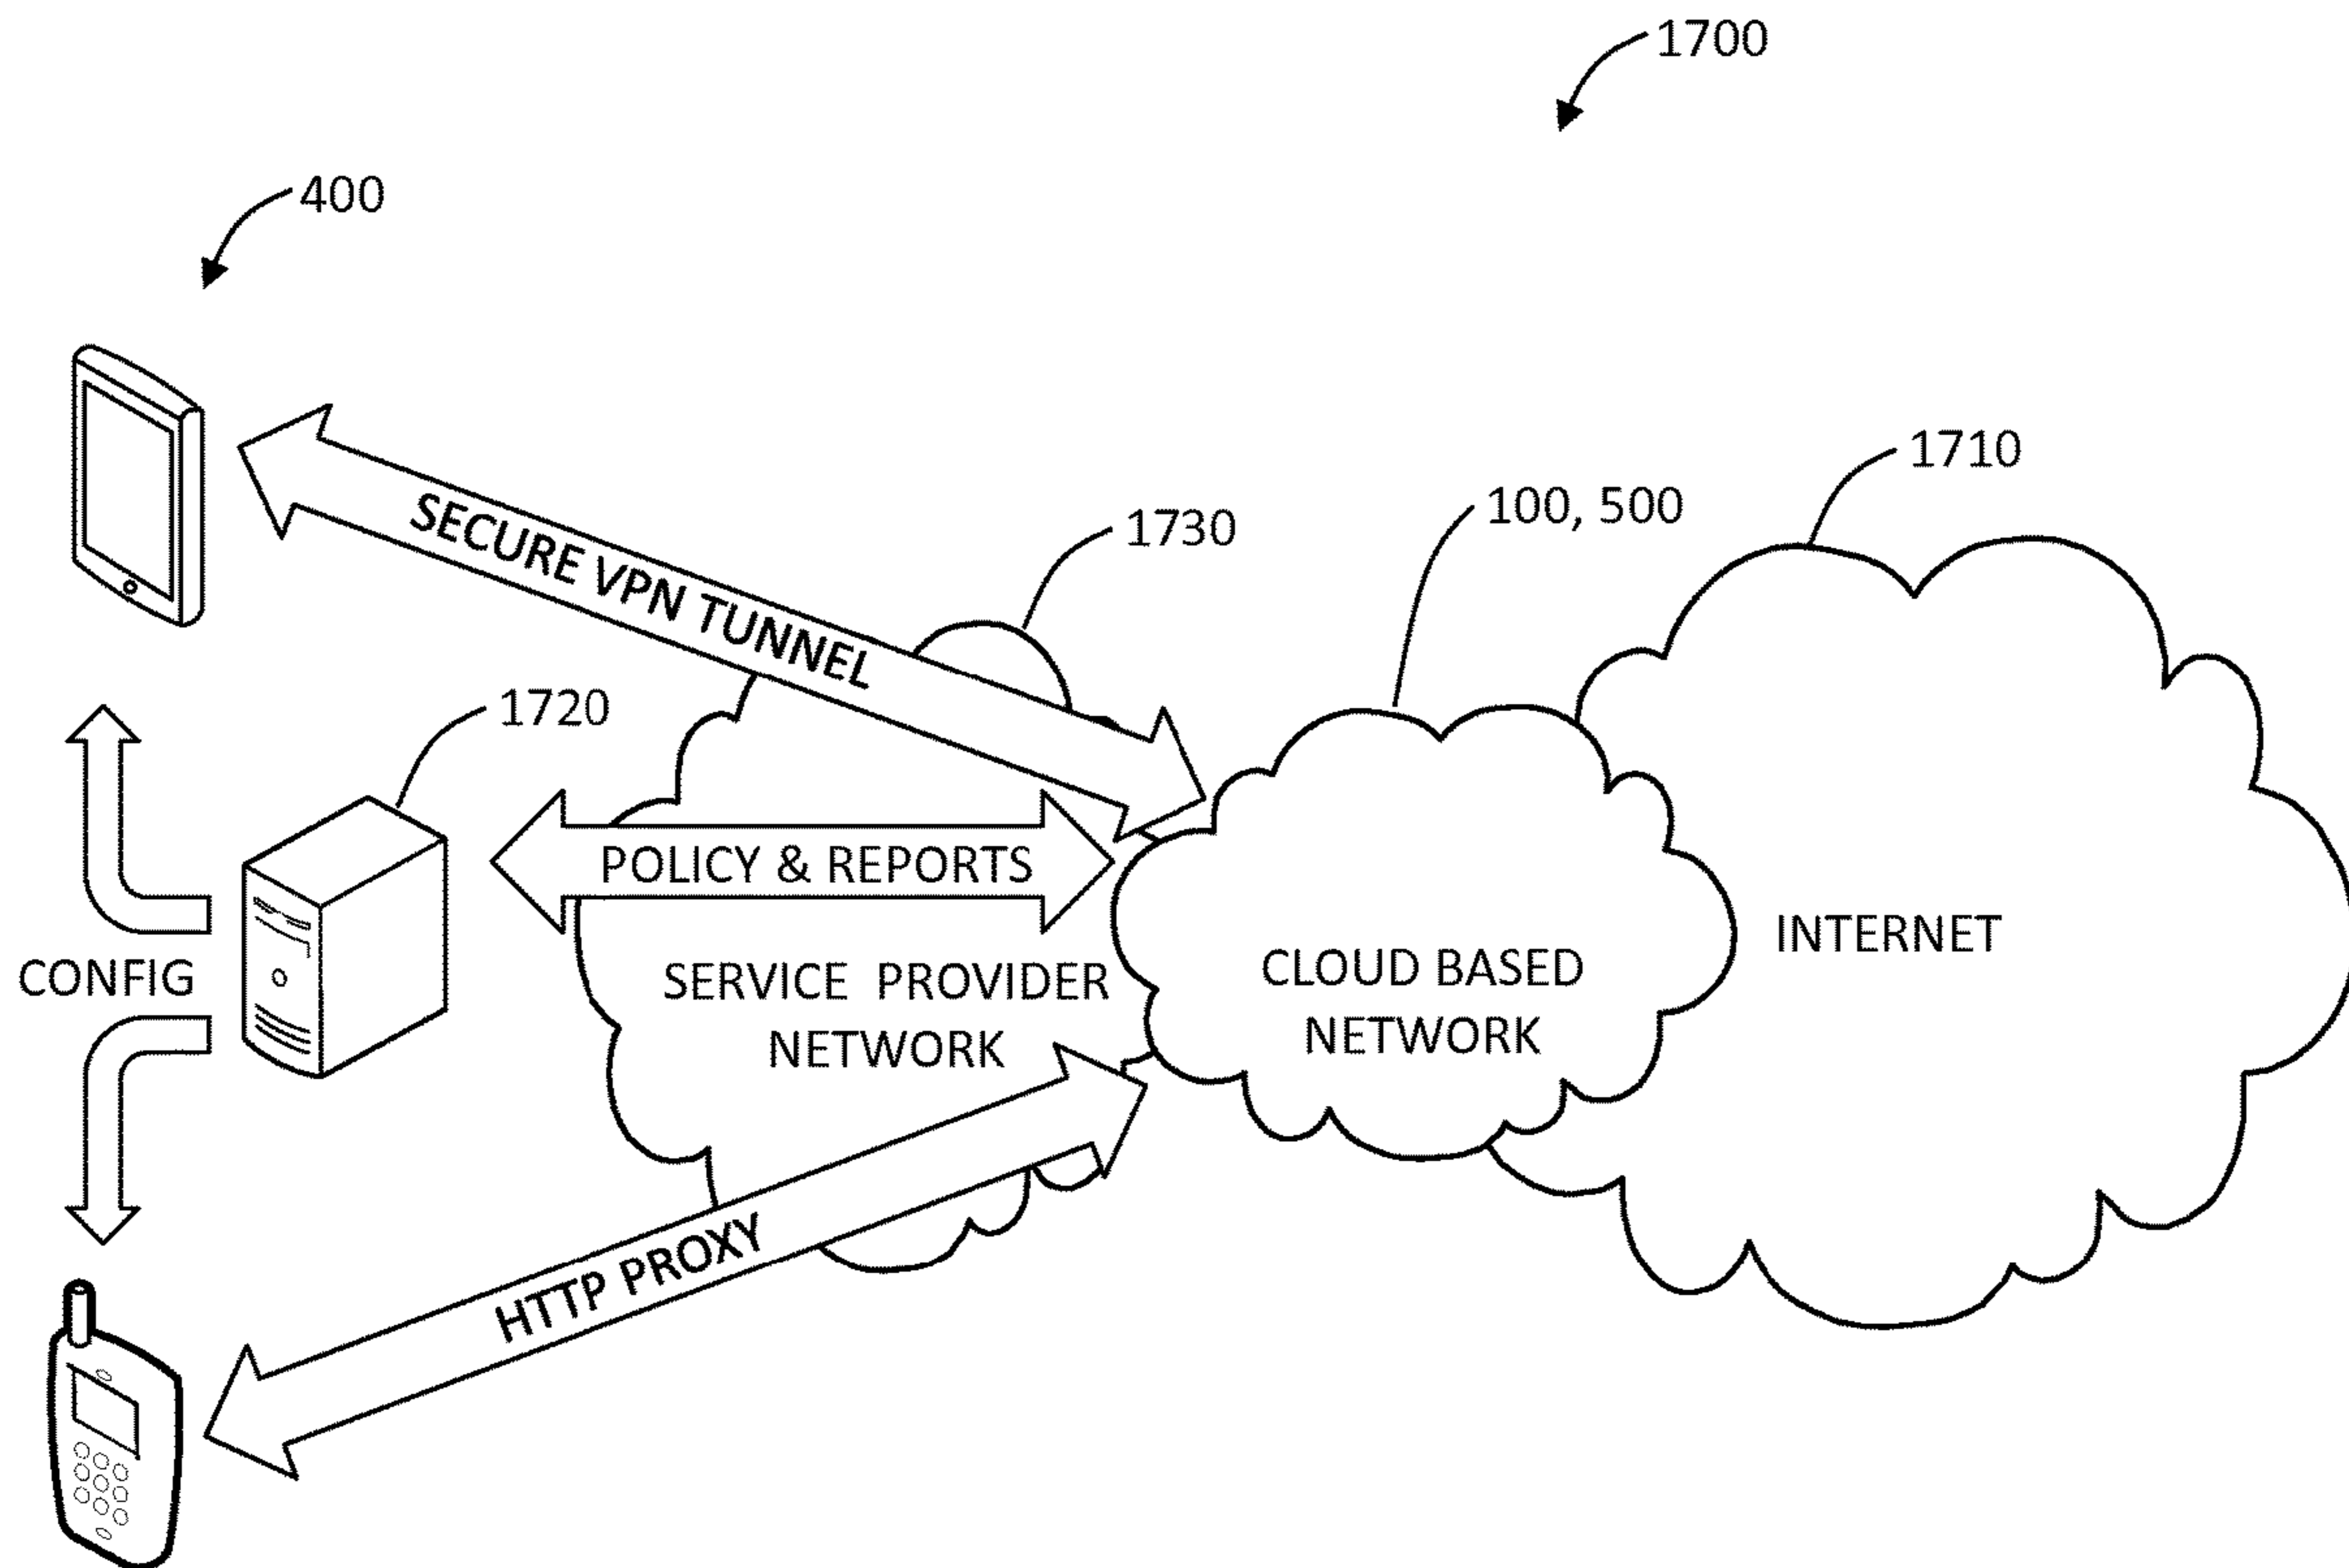 1700
400
1710
100, 500
1730
SECURE VPN TUNNEL
1720
POLICY & REPORTS
INTERNET
CONFIG
SERVICE PROVIDER
NETWORK
CLOUD BASED
NETWORK
HTTP PROXY